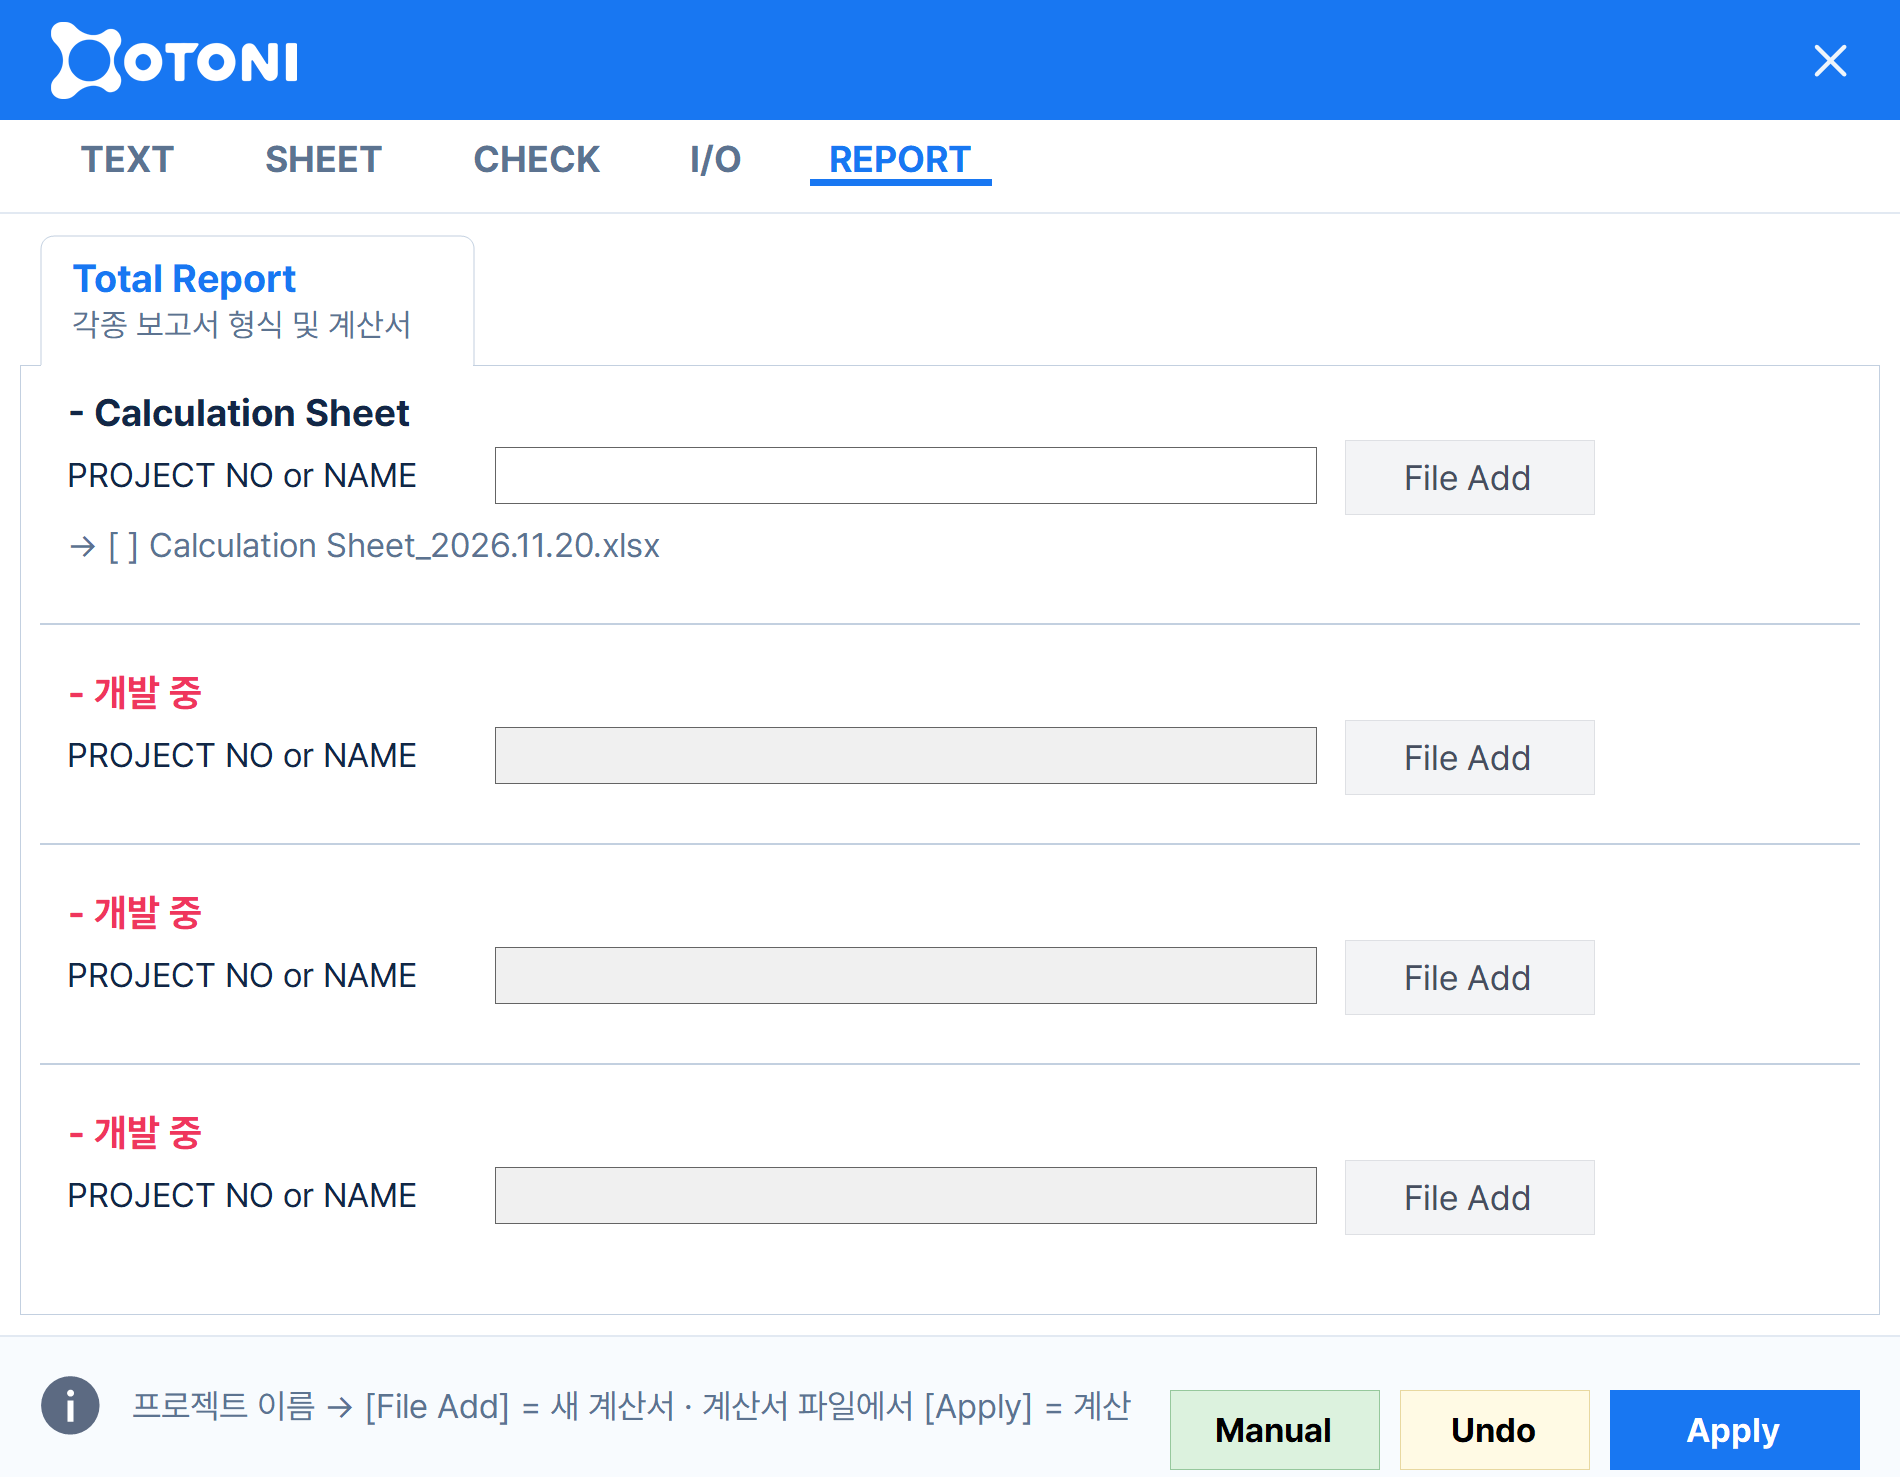 OTONI
TEXT SHEET CHECK I/O REPORT
Total Report
각종 보고서 형식 및 계산서
- Calculation Sheet
PROJECT NO or NAME File Add
→ [ ] Calculation Sheet_2026.11.20.xlsx
- 개발 중
PROJECT NO or NAME File Add
- 개발 중
PROJECT NO or NAME File Add
- 개발 중
PROJECT NO or NAME File Add
프로젝트 이름 → [File Add] = 새 계산서 · 계산서 파일에서 [Apply] = 계산 Manual Undo Apply